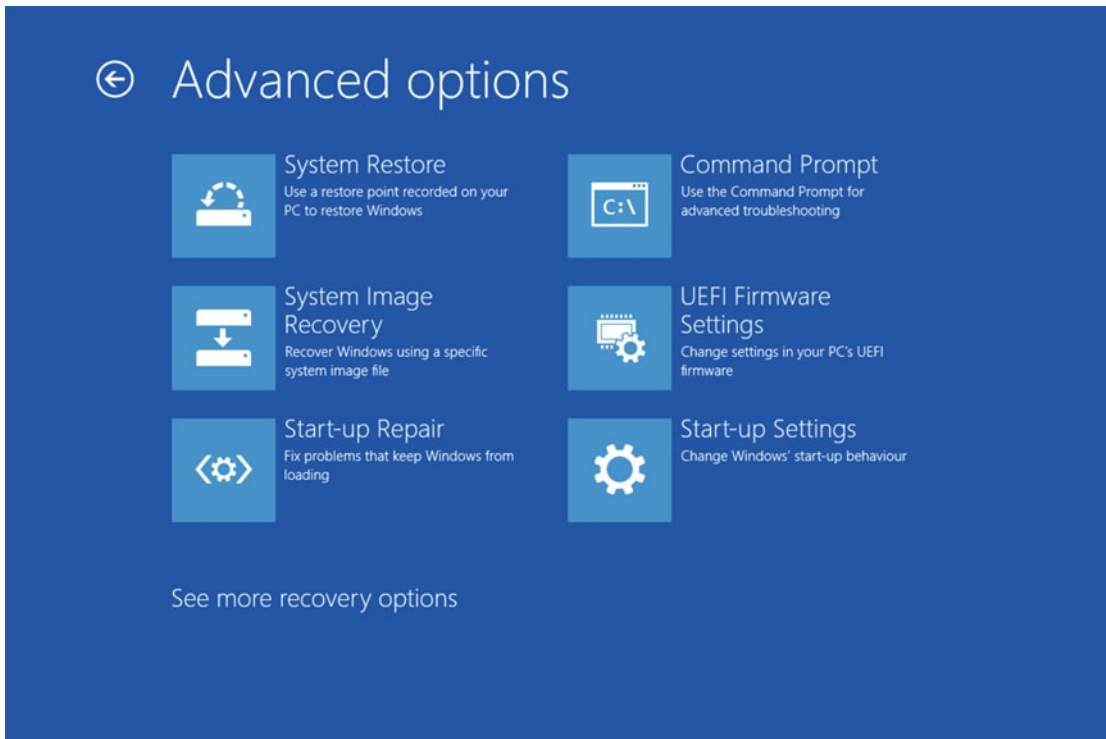 Advanced options
System Restore
Use a restore point recorded on your
PC to restore Windows
Command Prompt
Use the Command Prompt for
advanced troubleshooting
C:\
System Image
Recovery
Recover Windows using a specific
system image file
UEFI Firmware
Settings
Change settings in your PC's UEFI
firmware
Start-up Repair
Fix problems that keep Windows from
loading
Start-up Settings
Change Windows' start-up behaviour
See more recovery options